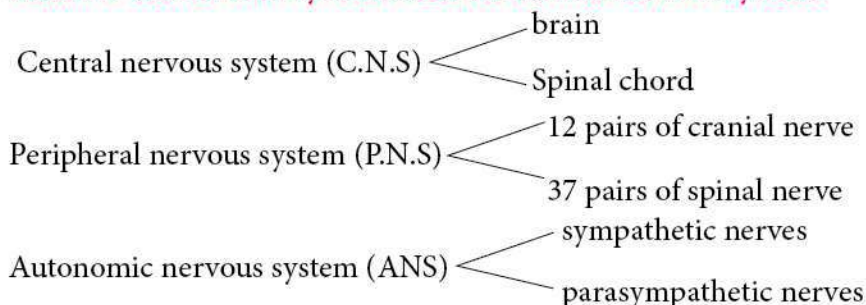 brain
Central nervous system (C.N.S)
Spinal chord
12 pairs of cranial nerve
Peripheral nervous system (P.N.S)
37 pairs of spinal nerve
sympathetic nerves
Autonomic nervous system (ANS)
parasympathetic nerves